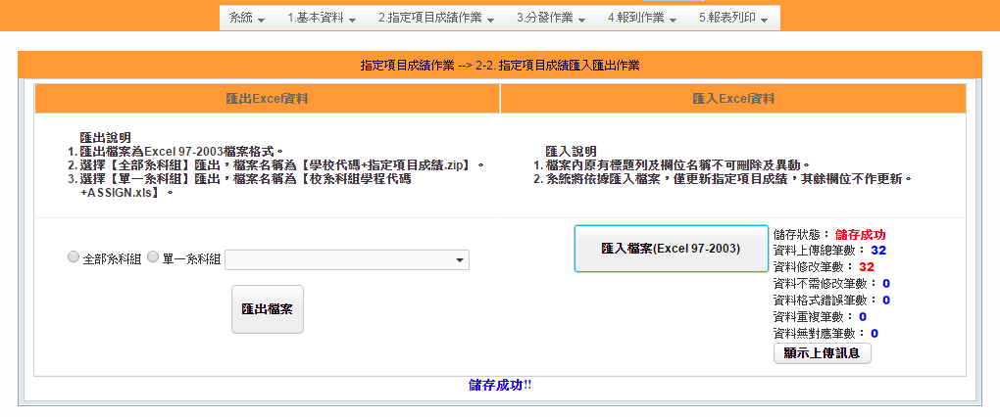 系統
1.基本資料
2.指定項目成績作業
3.分發作業
4.報到作業
5.報表列印
指定項目成績作業 --> 2-2. 指定項目成績匯入匯出作業
匯出Excel資料
匯入Excel資料
匯出說明
1. 匯出檔案為Excel 97-2003檔案格式。
2. 選擇【全部系科組】匯出，檔案名稱為【學校代碼+指定項目成績.zip】。
3. 選擇【單一系科組】匯出，檔案名稱為【校系科組學程代碼
+ASSIGN.xls】。
匯入說明
1. 檔案內原有標題列及欄位名稱不可刪除及異動。
2. 系統將依據匯入檔案，僅更新指定項目成績，其餘欄位不作更新。
全部系科組 單一系科組
匯出檔案
匯入檔案(Excel 97-2003)
儲存狀態： 儲存成功
資料上傳總筆數： 32
資料修改筆數： 32
資料不需修改筆數： 0
資料格式錯誤筆數： 0
資料重複筆數： 0
資料無對應筆數： 0
顯示上傳訊息
儲存成功!!